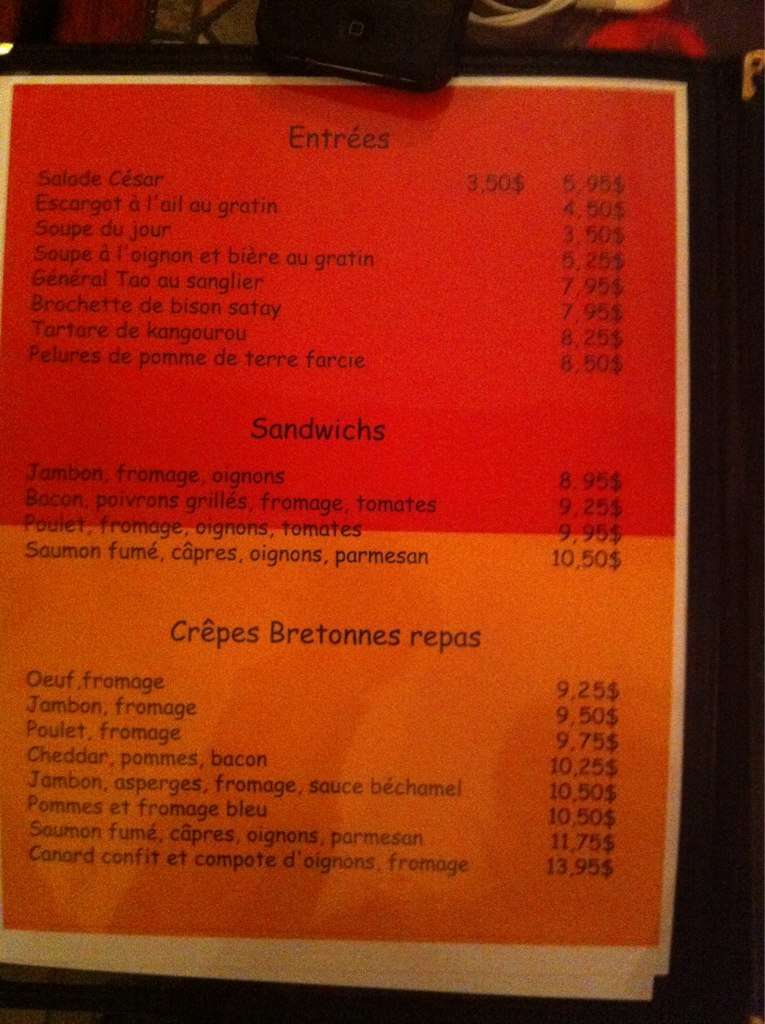 Entrées
Salade César 3,50$ 5,95$
Escargot à l'ail au gratin 4,50$
Soupe du jour 3,50$
Soupe à l'oignon et bière au gratin 5,25$
Général Tao au sanglier 7,95$
Brochette de bison satay 7,95$
Tartare de kangourou 8,25$
Pelures de pomme de terre farcie 8,50$
Sandwichs
Jambon, fromage, oignons 8,95$
Bacon, poivrons grillés, fromage, tomates 9,25$
Poulet, fromage, oignons, tomates 9,95$
Saumon fumé, câpres, oignons, parmesan 10,50$
Crêpes Bretonnes repas
Oeuf,fromage 9,25$
Jambon, fromage 9,50$
Poulet, fromage 9,75$
Cheddar, pommes, bacon 10,25$
Jambon, asperges, fromage, sauce béchamel 10,50$
Pommes et fromage bleu 10,50$
Saumon fumé, câpres, oignons, parmesan 11,75$
Canard confit et compote d'oignons, fromage 13,95$